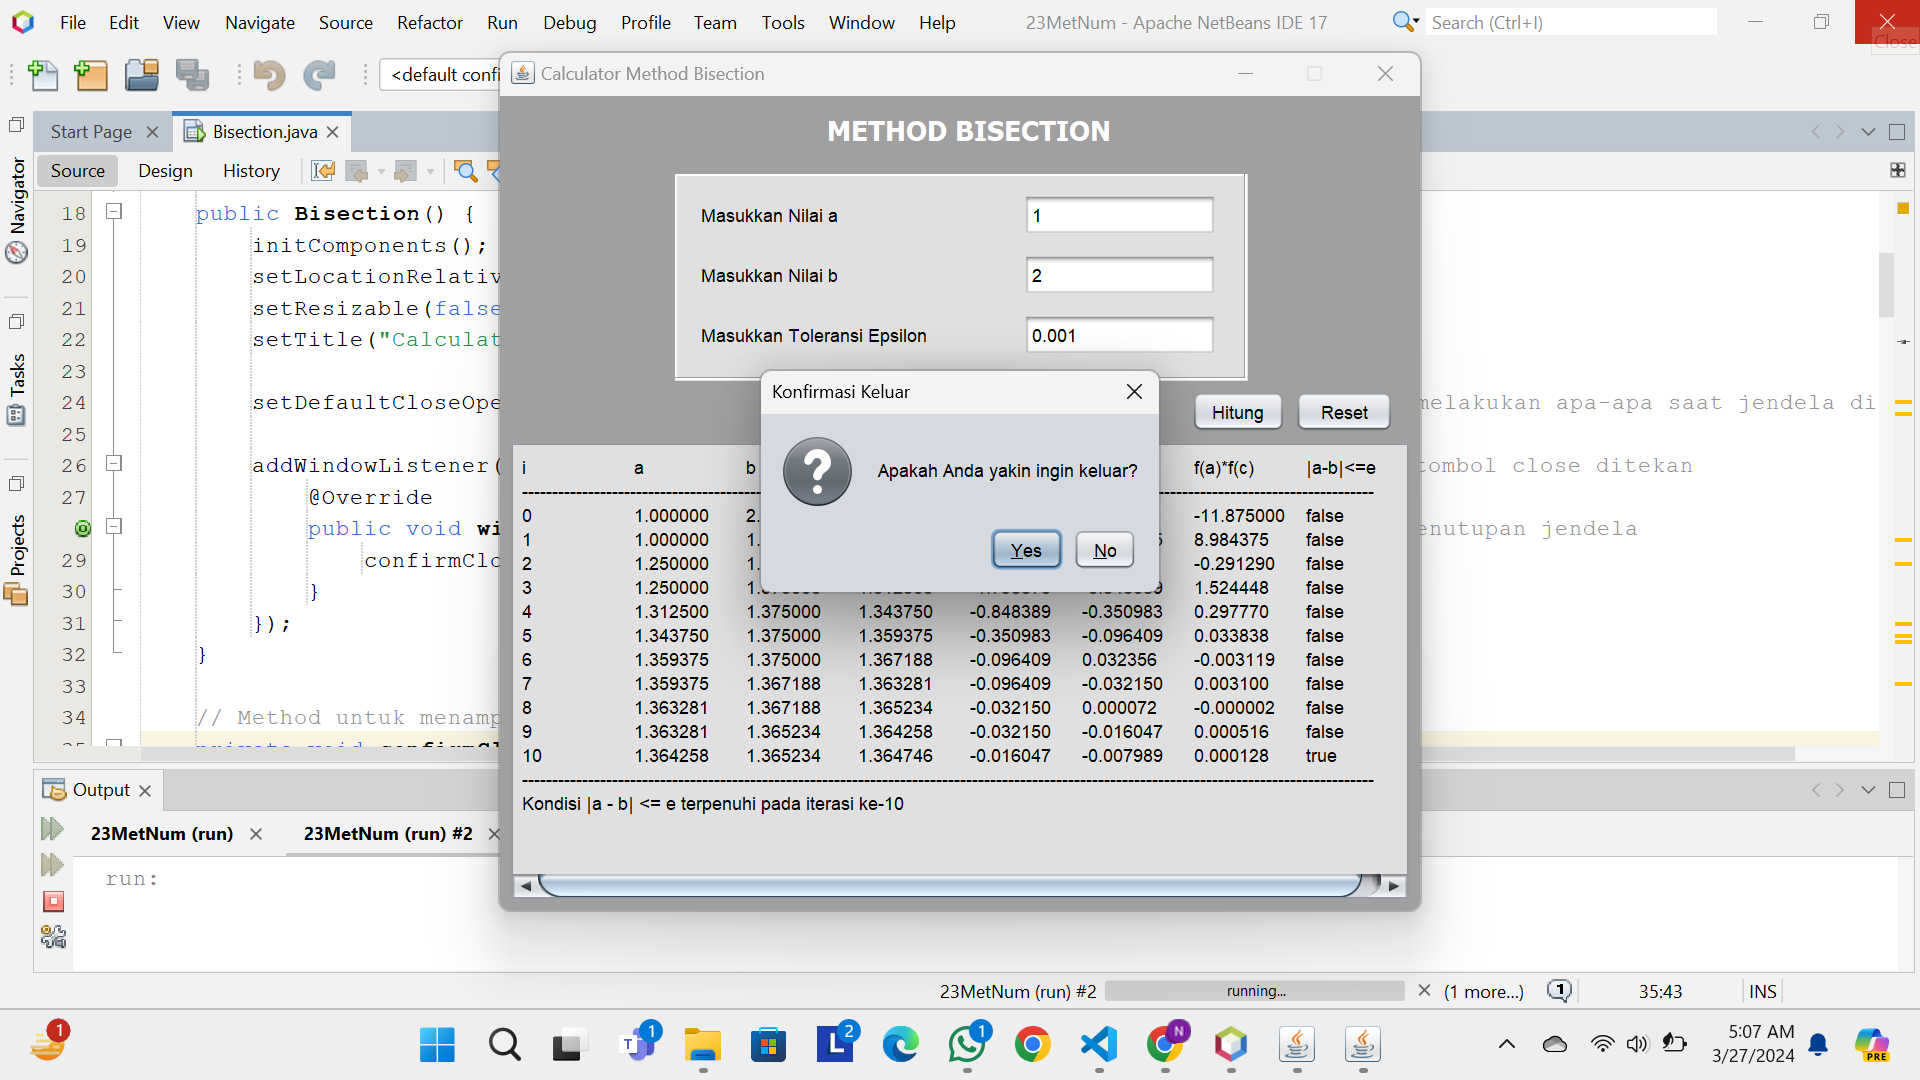 File Edit View Navigate Source Refactor Run Debug Profile Team Tools Window Help 23MetNum - Apache NetBeans IDE 17 Search (Ctrl+I)
Close
<default confi
Calculator Method Bisection
METHOD BISECTION
Start Page Bisection.java
Source Design History
Navigator
Tasks
Projects
18 public Bisection() {
19 initComponents();
20 setLocationRelativ
21 setResizable(false
22 setTitle("Calculat
23
24 setDefaultCloseOpe melakukan apa-apa saat jendela di
25
26 addWindowListener( tombol close ditekan
27 @Override
public void wi enutupan jendela
29 confirmClo
30 }
31 });
32 }
33
34 // Method untuk menamp
35 private void confirmCl
Masukkan Nilai a 1
Masukkan Nilai b 2
Masukkan Toleransi Epsilon 0.001
Hitung Reset
Konfirmasi Keluar
Apakah Anda yakin ingin keluar?
Yes No
i a b f(a)*f(c) |a-b|<=e
0 1.000000 2. -11.875000 false
1 1.000000 1. 8.984375 false
2 1.250000 1. -0.291290 false
3 1.250000 1.524448 false
4 1.312500 1.375000 1.343750 -0.848389 -0.350983 0.297770 false
5 1.343750 1.375000 1.359375 -0.350983 -0.096409 0.033838 false
6 1.359375 1.375000 1.367188 -0.096409 0.032356 -0.003119 false
7 1.359375 1.367188 1.363281 -0.096409 -0.032150 0.003100 false
8 1.363281 1.367188 1.365234 -0.032150 0.000072 -0.000002 false
9 1.363281 1.365234 1.364258 -0.032150 -0.016047 0.000516 false
10 1.364258 1.365234 1.364746 -0.016047 -0.007989 0.000128 true
Kondisi |a - b| <= e terpenuhi pada iterasi ke-10
Output
23MetNum (run) 23MetNum (run) #2
run:
23MetNum (run) #2 running... (1 more...) 1 35:43 INS
1 1 2 1 N
5:07 AM
3/27/2024
PRE